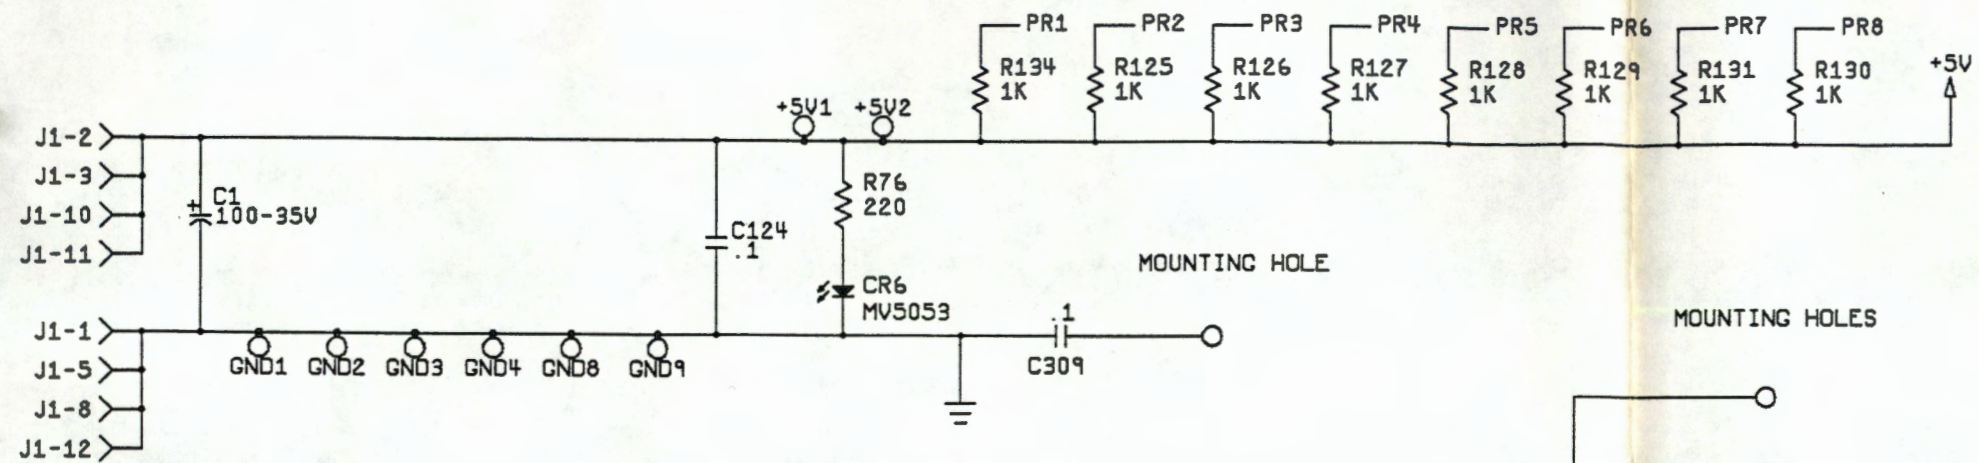 PR1 PR2 PR3 PR4 PR5 PR6 PR7 PR8
R134 R125 R126 R127 R128 R129 R131 R130 +5V
1K 1K 1K 1K 1K 1K 1K 1K
+5V1 +5V2
J1-2
J1-3
R76
220
C1
100-35V
J1-10
C124
.1
J1-11
MOUNTING HOLE
CR6
MV5053
J1-1
.1
MOUNTING HOLES
GND1 GND2 GND3 GND4 GND8 GND9
C309
J1-5
J1-8
J1-12